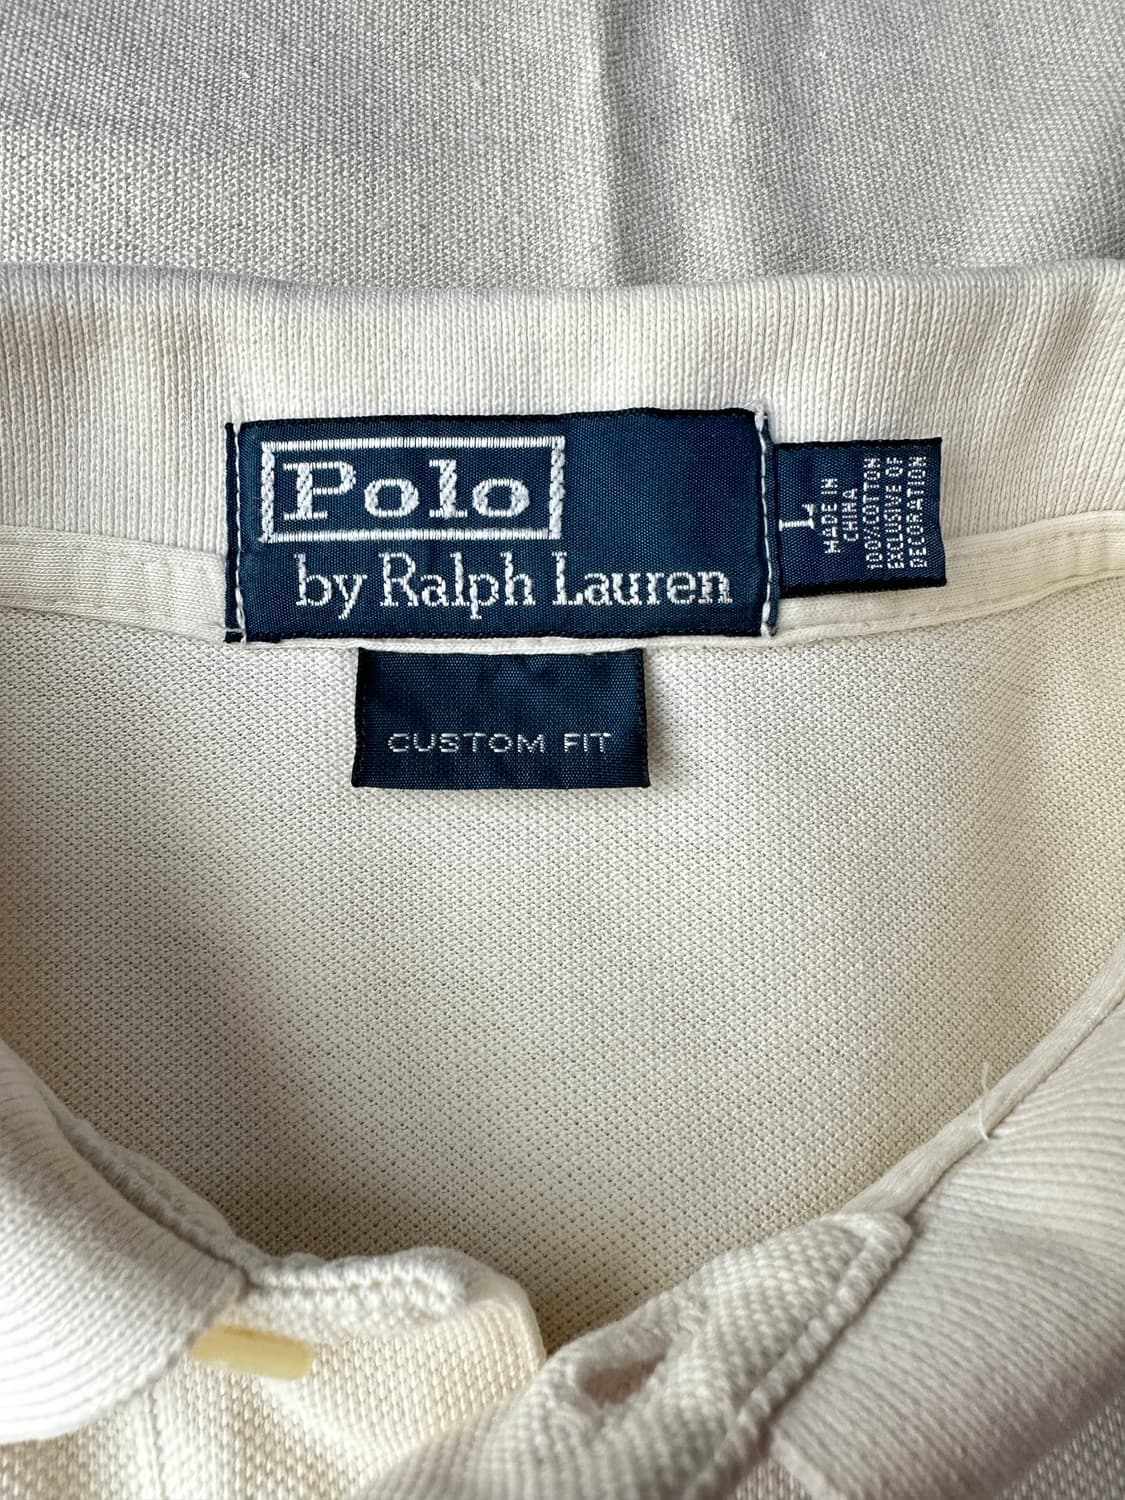 Polo
by Ralph Lauren
L
MADE IN
CHINA
100%COTTON
EXCLUSIVE OF
DECORATION
CUSTOM FIT